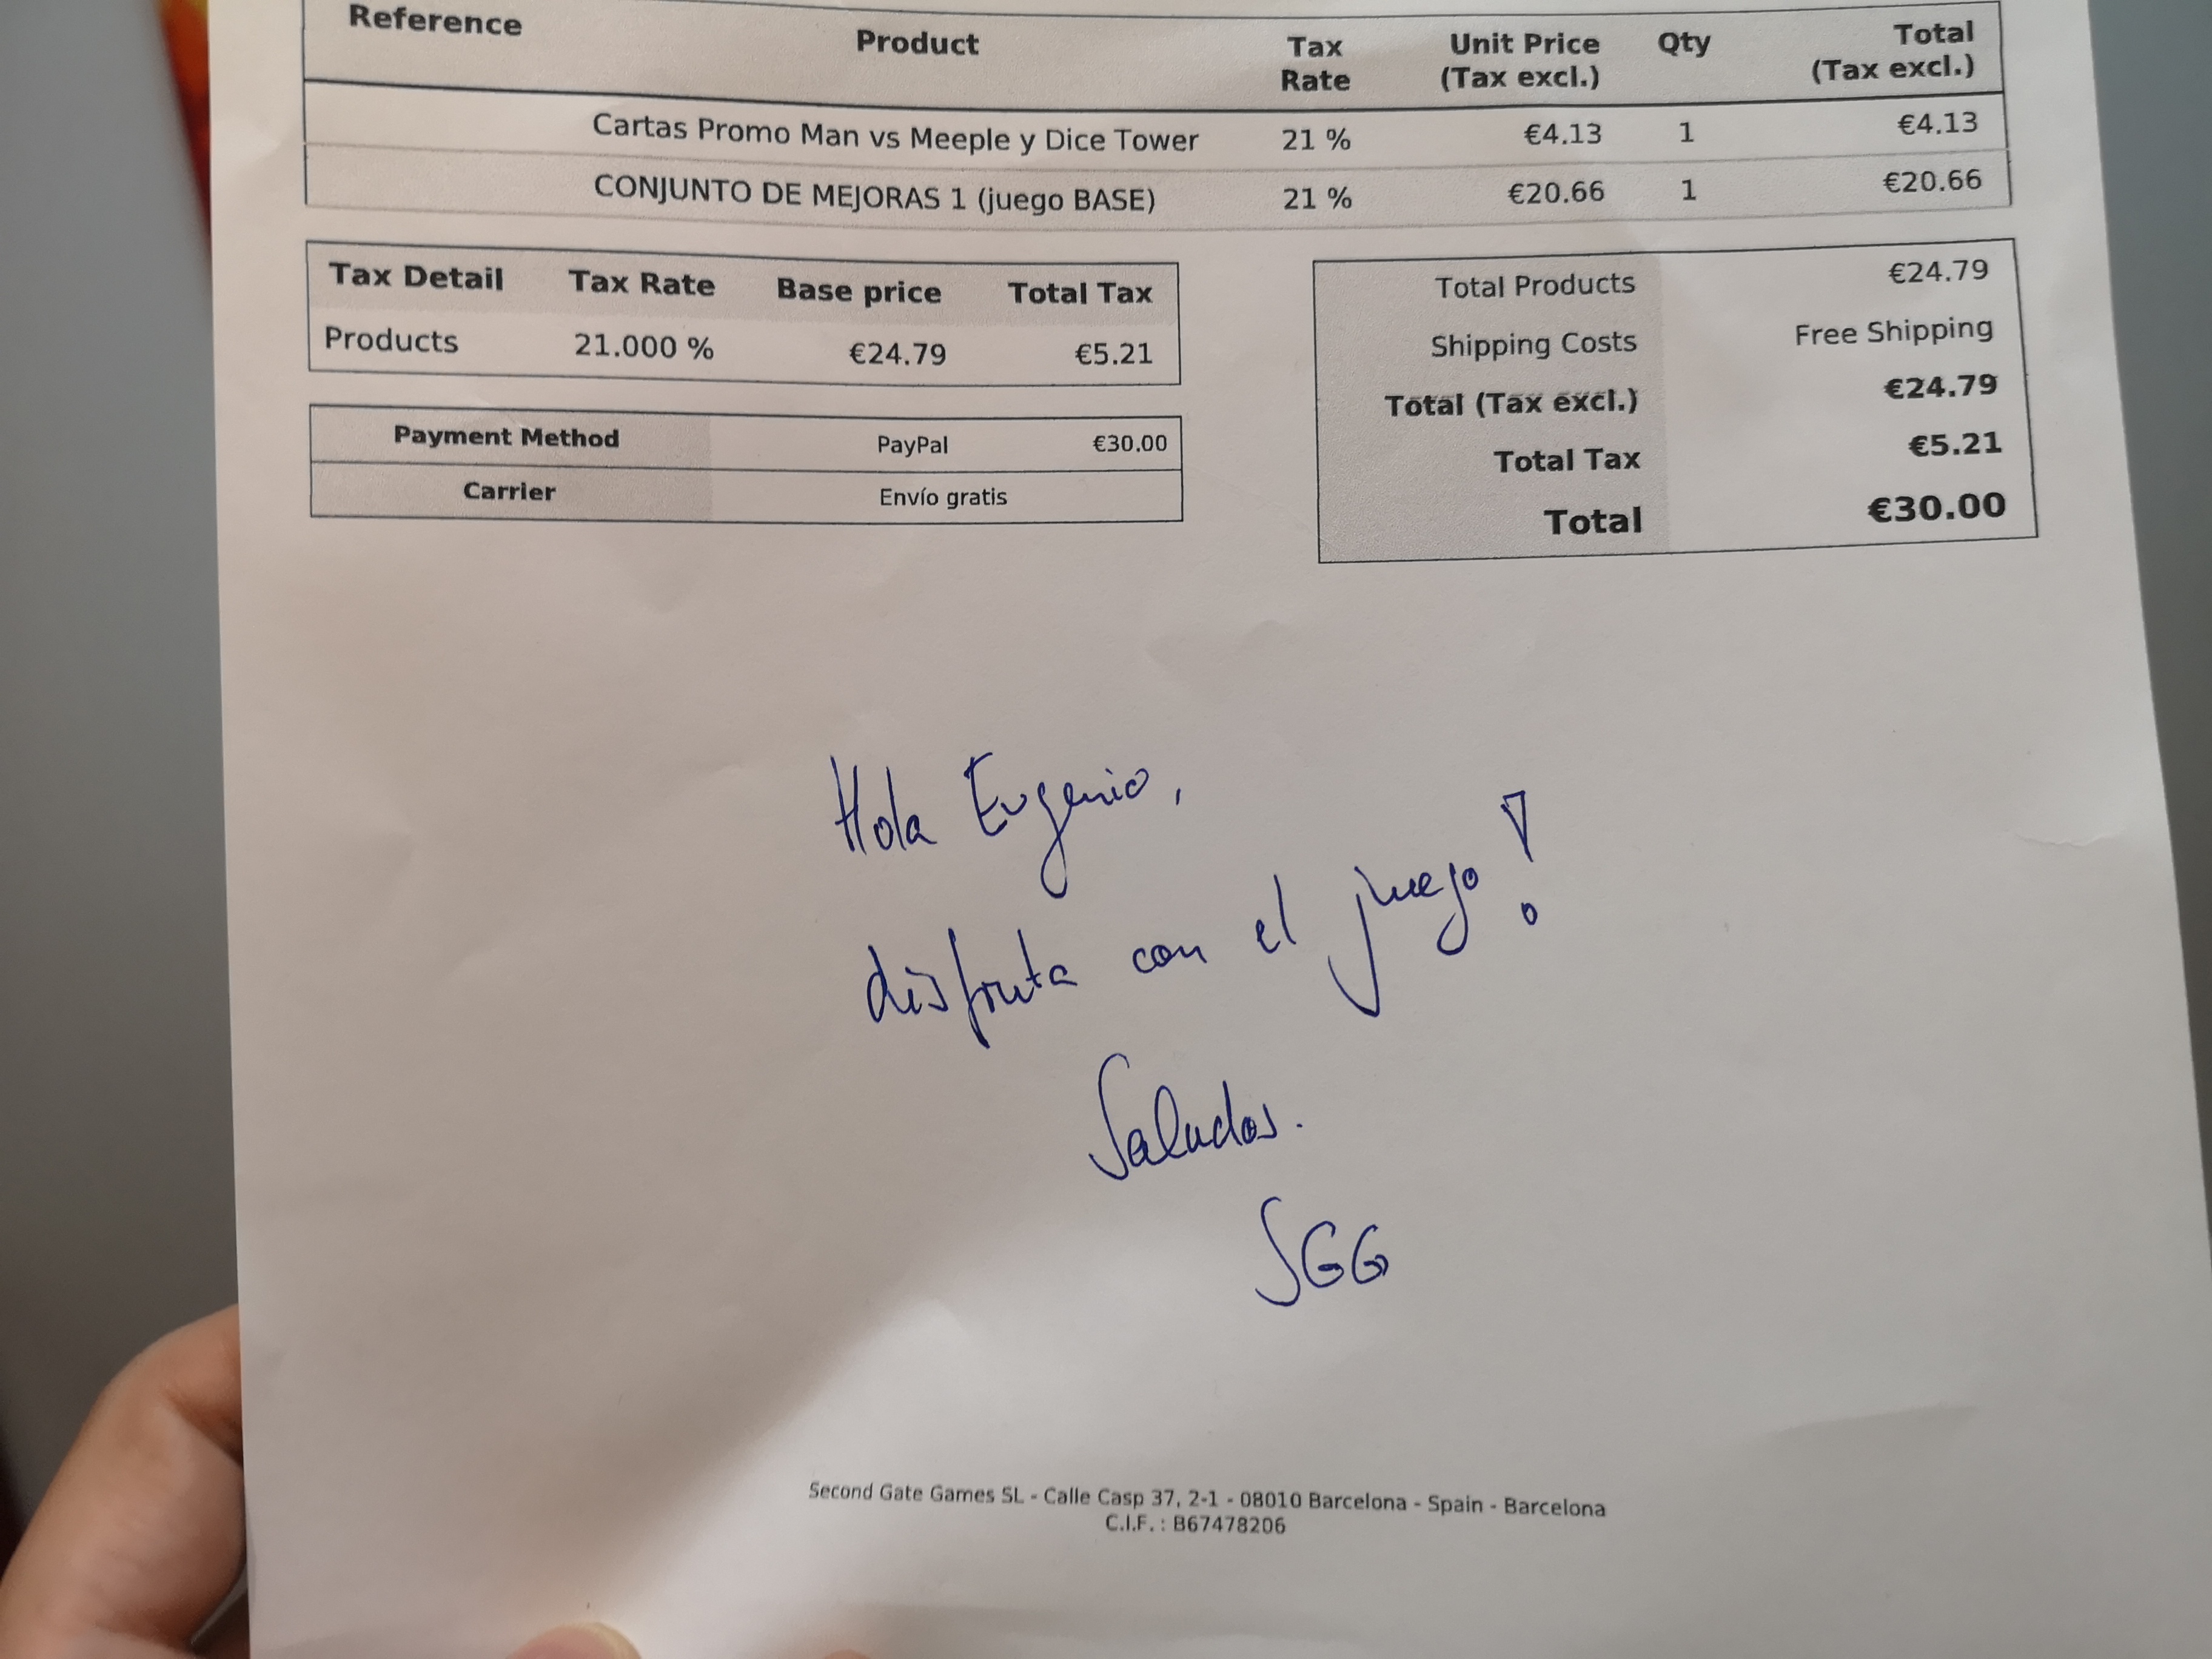 Reference Product Tax Rate Unit Price (Tax excl.) Qty Total (Tax excl.)
Cartas Promo Man vs Meeple y Dice Tower 21 % €4.13 1 €4.13
CONJUNTO DE MEJORAS 1 (juego BASE) 21 % €20.66 1 €20.66
Tax Detail Tax Rate Base price Total Tax
Products 21.000 % €24.79 €5.21
Payment Method PayPal €30.00
Carrier Envío gratis
Total Products €24.79
Shipping Costs Free Shipping
Total (Tax excl.) €24.79
Total Tax €5.21
Total €30.00
Hola Eugenio,
disfruta con el juego!
Saludos.
SGG
Second Gate Games SL - Calle Casp 37, 2-1 - 08010 Barcelona - Spain - Barcelona
C.I.F. : B67478206